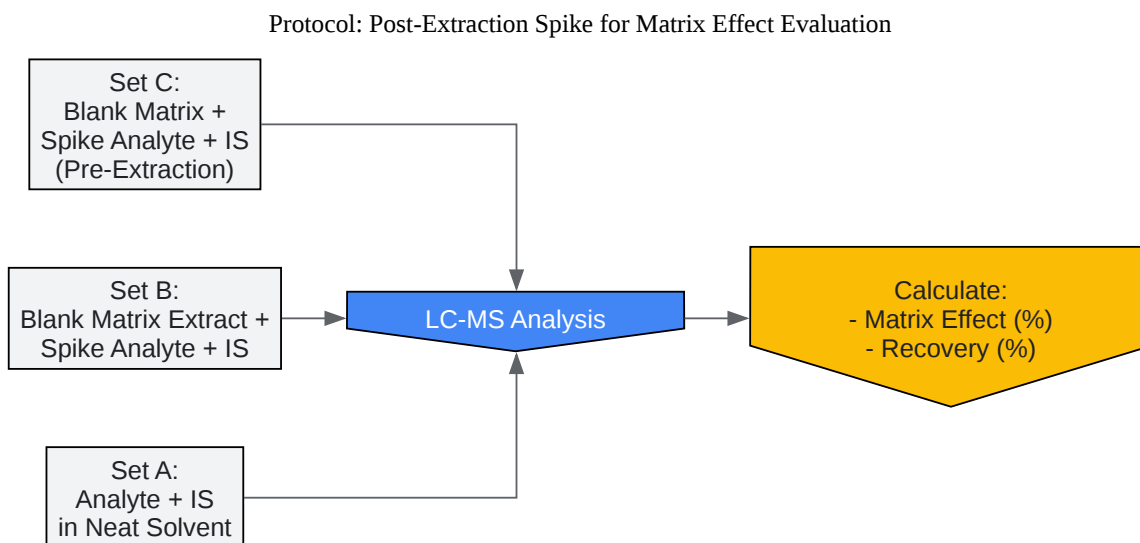 Protocol: Post-Extraction Spike for Matrix Effect Evaluation
Set C:
Blank Matrix +
Spike Analyte + IS
(Pre-Extraction)
Set B:
Blank Matrix Extract +
Spike Analyte + IS
LC-MS Analysis
Calculate:
- Matrix Effect (%)
- Recovery (%)
Set A:
Analyte + IS
in Neat Solvent